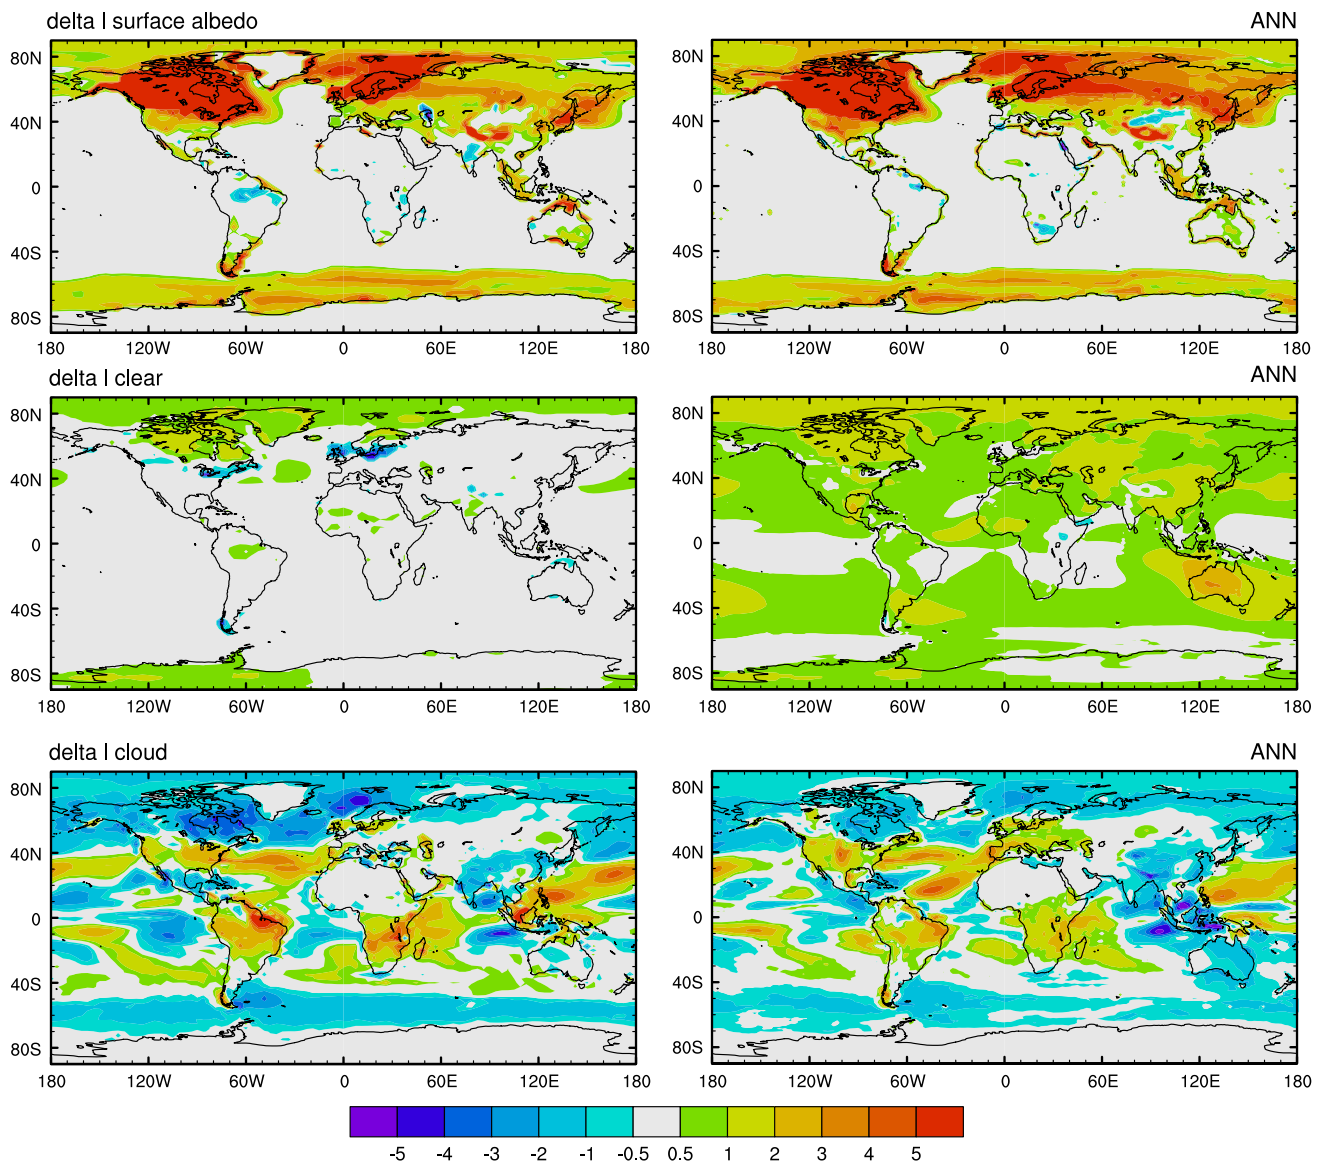 delta I surface albedo ANN
80N 80N
40N 40N
0 0
40S 40S
80S 80S
180 120W 60W 0 60E 120E 180 180 120W 60W 0 60E 120E 180
delta I clear ANN
80N 80N
40N 40N
0 0
40S 40S
80S 80S
180 120W 60W 0 60E 120E 180 180 120W 60W 0 60E 120E 180
delta I cloud ANN
80N 80N
40N 40N
0 0
40S 40S
80S 80S
180 120W 60W 0 60E 120E 180 180 120W 60W 0 60E 120E 180
-5 -4 -3 -2 -1 -0.5 0.5 1 2 3 4 5